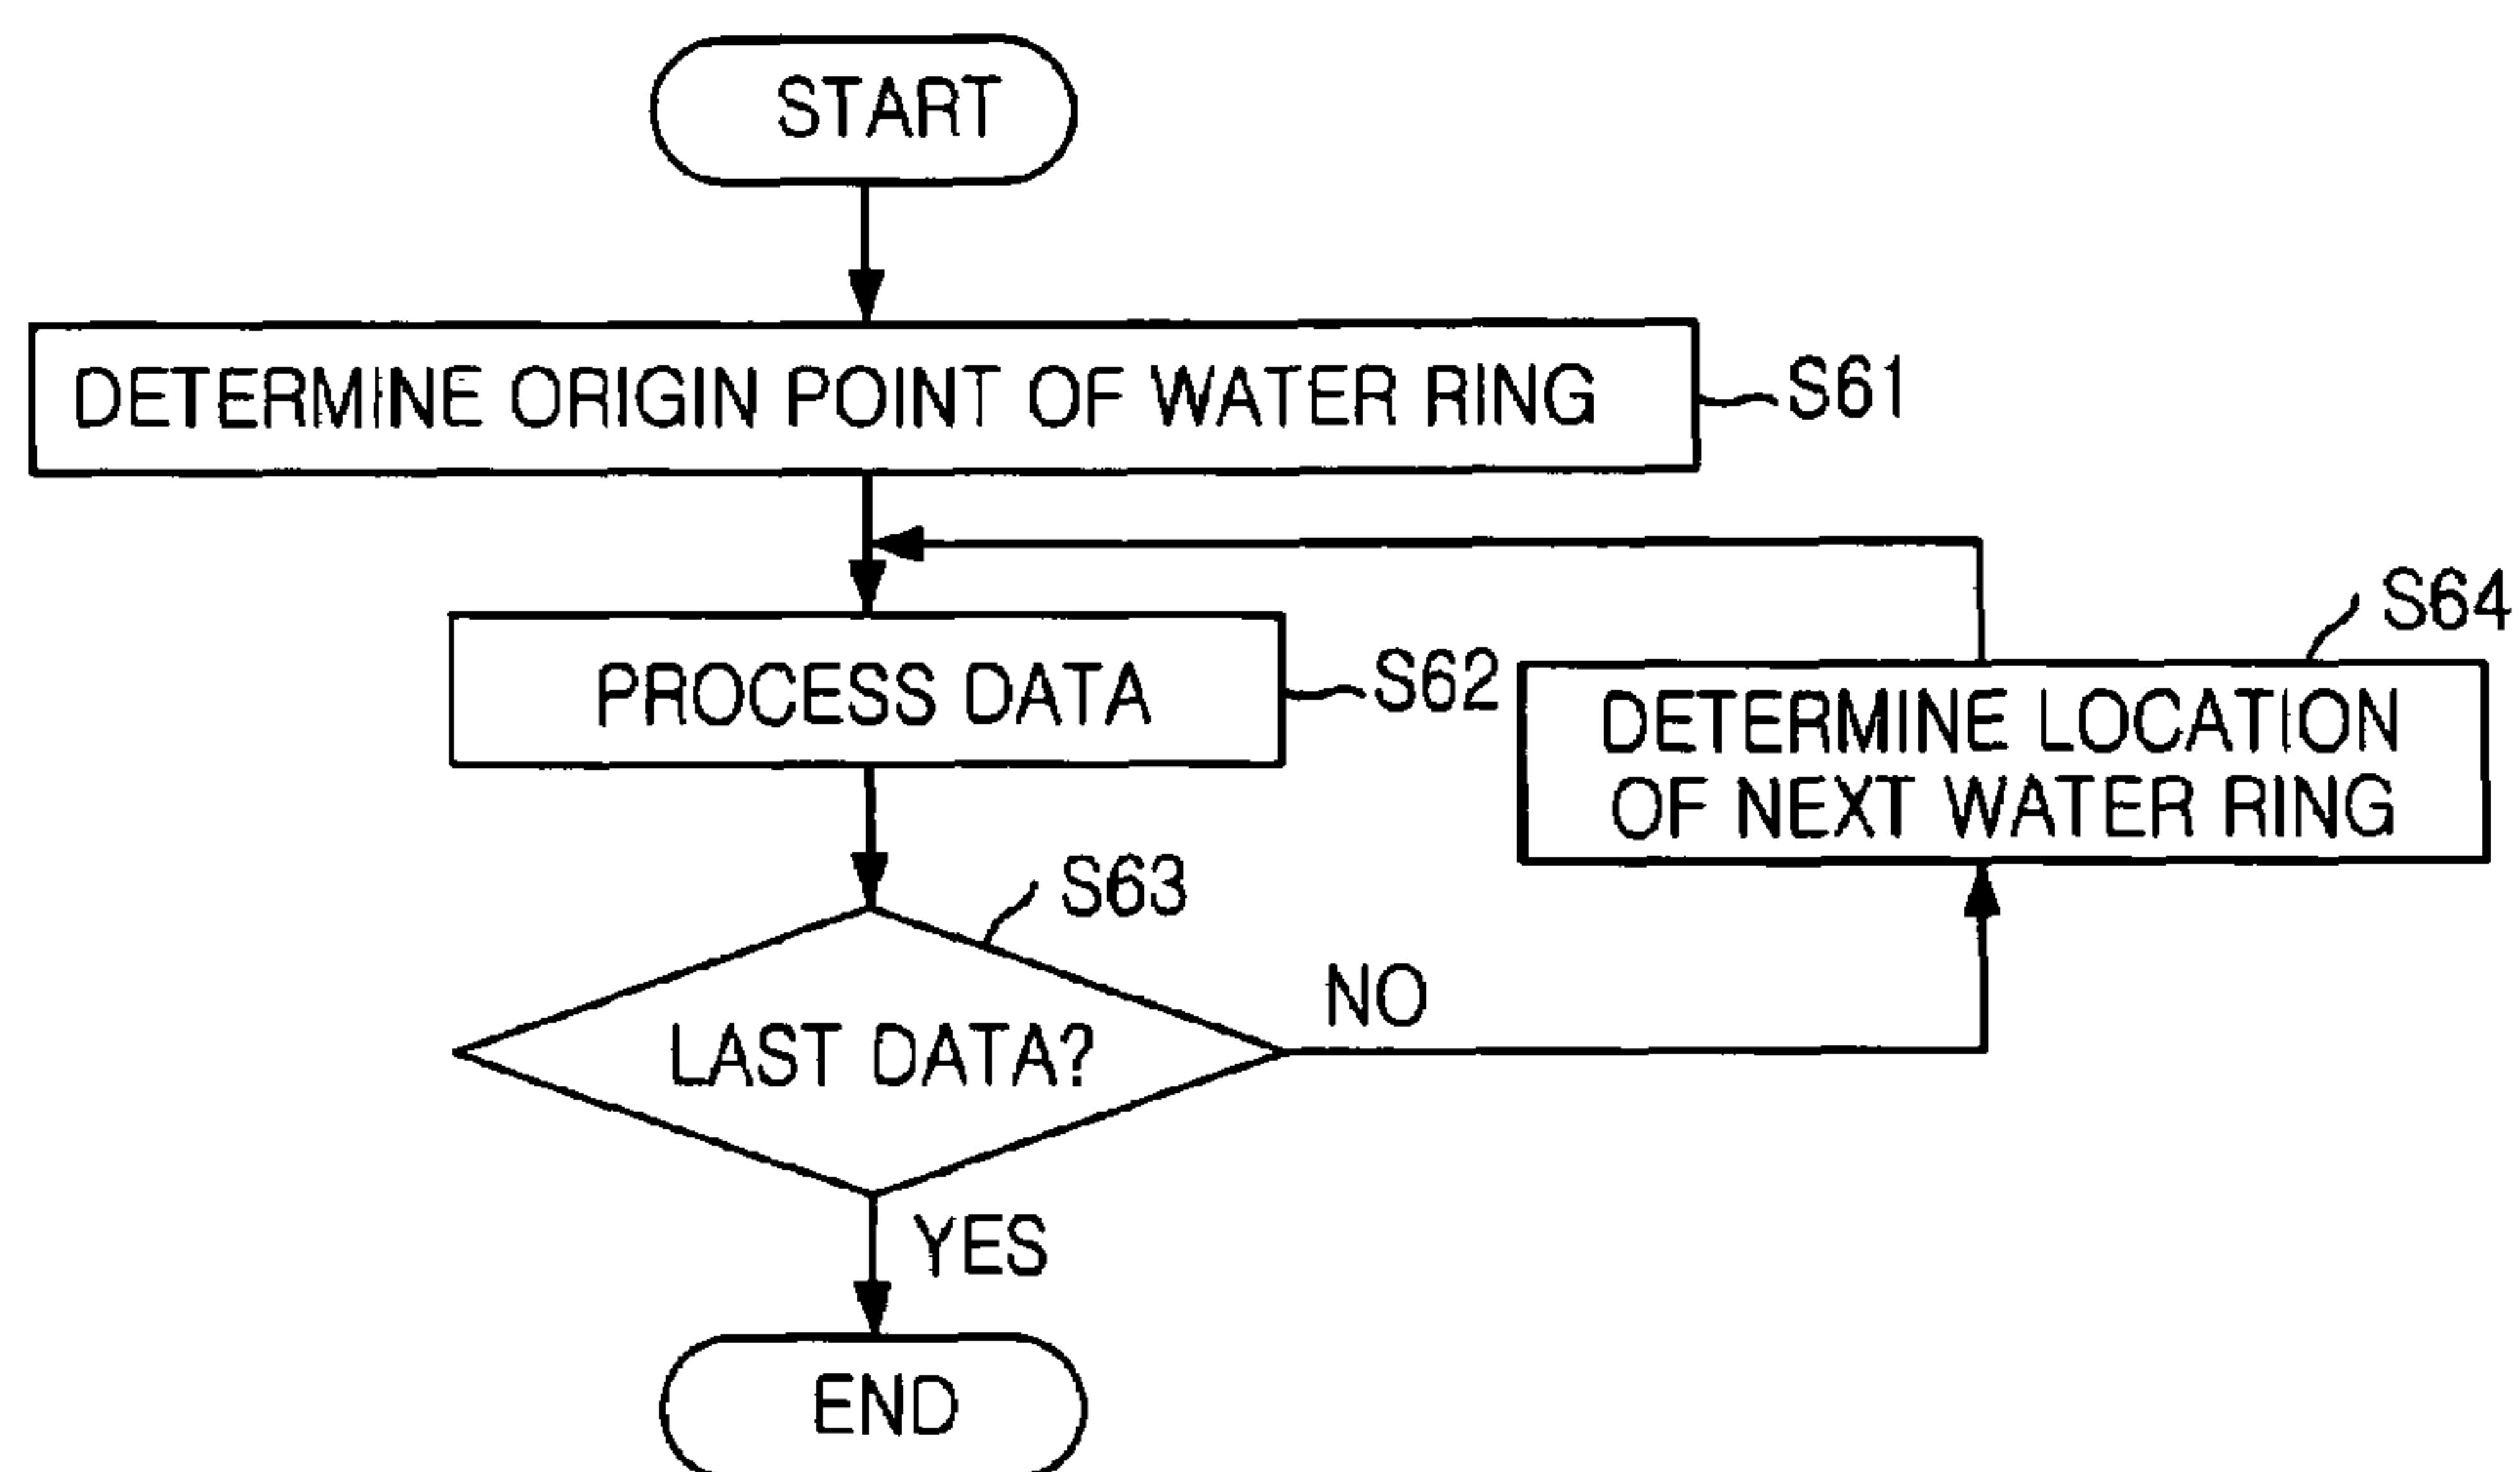 START
DETERMINE ORIGIN POINT OF WATER RING
S61
PROCESS DATA
S62
S64
DETERMINE LOCATION
OF NEXT WATER RING
S63
LAST DATA?
NO
YES
END